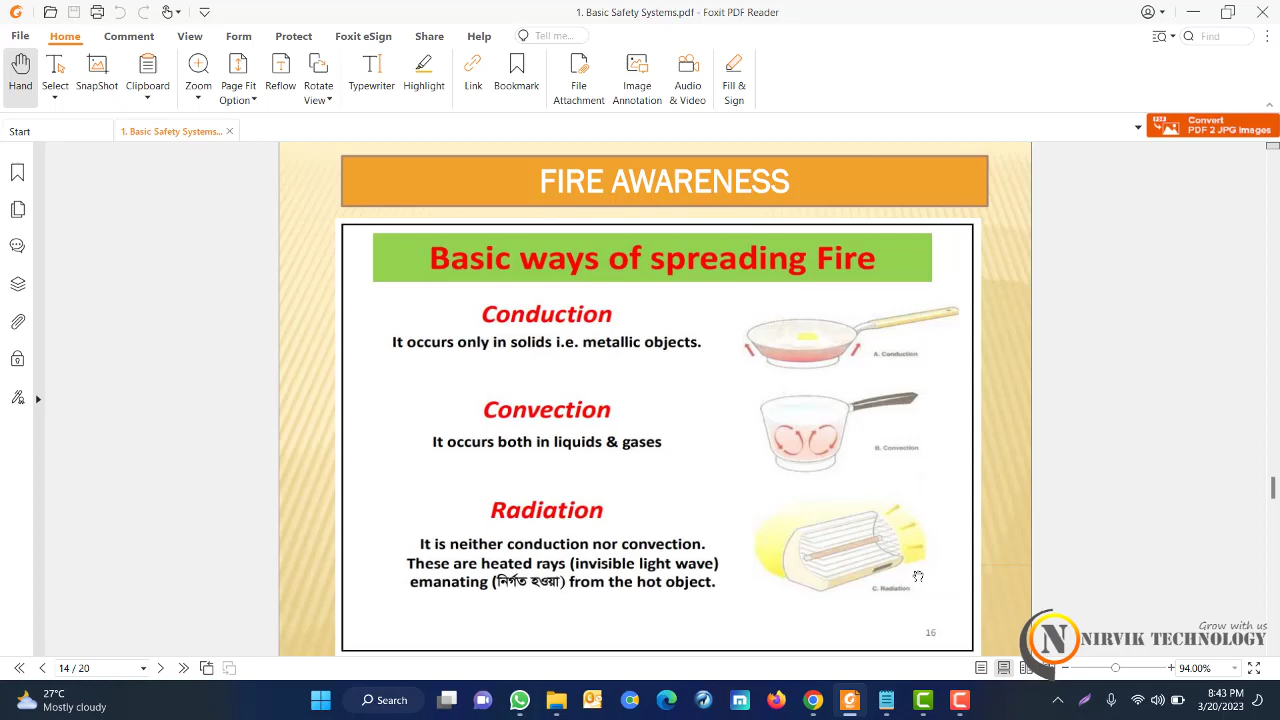 1. Basic Safety Systems - Foxit PDF Reader
File Home Comment View Form Protect Foxit eSign Share Help Tell me... Find
Hand Select SnapShot Clipboard Zoom Page Fit Option Reflow Rotate View Typewriter Highlight Link Bookmark File Attachment Image Annotation Audio & Video Fill & Sign
Start 1. Basic Safety Systems...
Convert
PDF 2 JPG Images
FIRE AWARENESS
Basic ways of spreading Fire
Conduction
It occurs only in solids i.e. metallic objects.
A. Conduction
Convection
It occurs both in liquids & gases
B. Convection
Radiation
It is neither conduction nor convection.
These are heated rays (invisible light wave)
emanating (নির্গত হওয়া) from the hot object.
C. Radiation
16
Grow with us
N NIRVIK TECHNOLOGY
14 / 20 94.00%
27°C
Mostly cloudy
Search
8:43 PM
3/20/2023